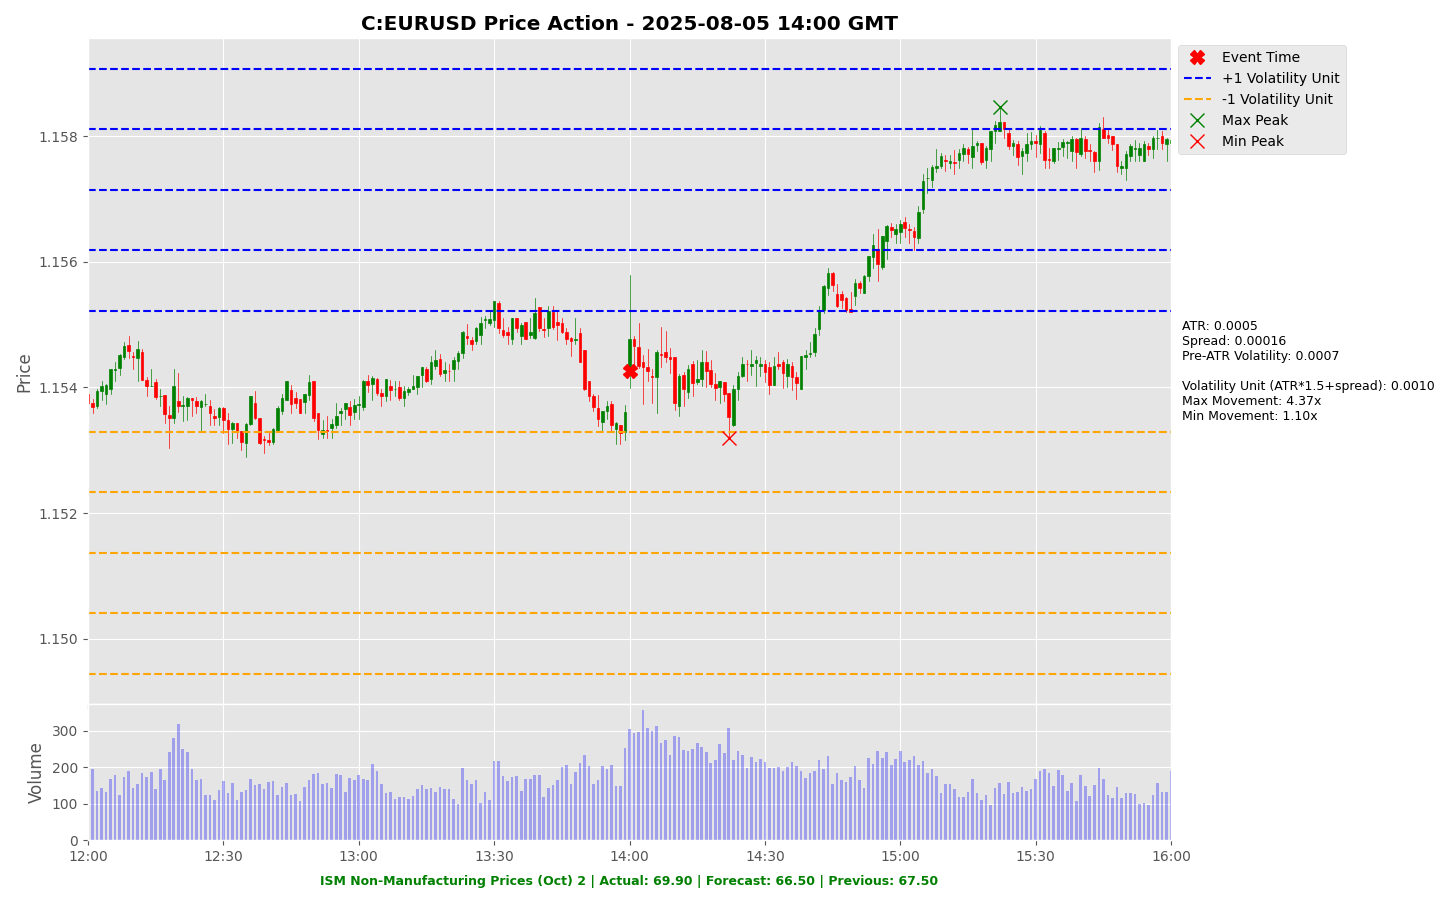 C:EURUSD Price Action - 2025-08-05 14:00 GMT
Event Time
+1 Volatility Unit
-1 Volatility Unit
Max Peak
Min Peak
Price
1.158
1.156
1.154
1.152
1.150
ATR: 0.0005
Spread: 0.00016
Pre-ATR Volatility: 0.0007
Volatility Unit (ATR*1.5+spread): 0.0010
Max Movement: 4.37x
Min Movement: 1.10x
Volume
300
200
100
0
12:00 12:30 13:00 13:30 14:00 14:30 15:00 15:30 16:00
ISM Non-Manufacturing Prices (Oct) 2 | Actual: 69.90 | Forecast: 66.50 | Previous: 67.50